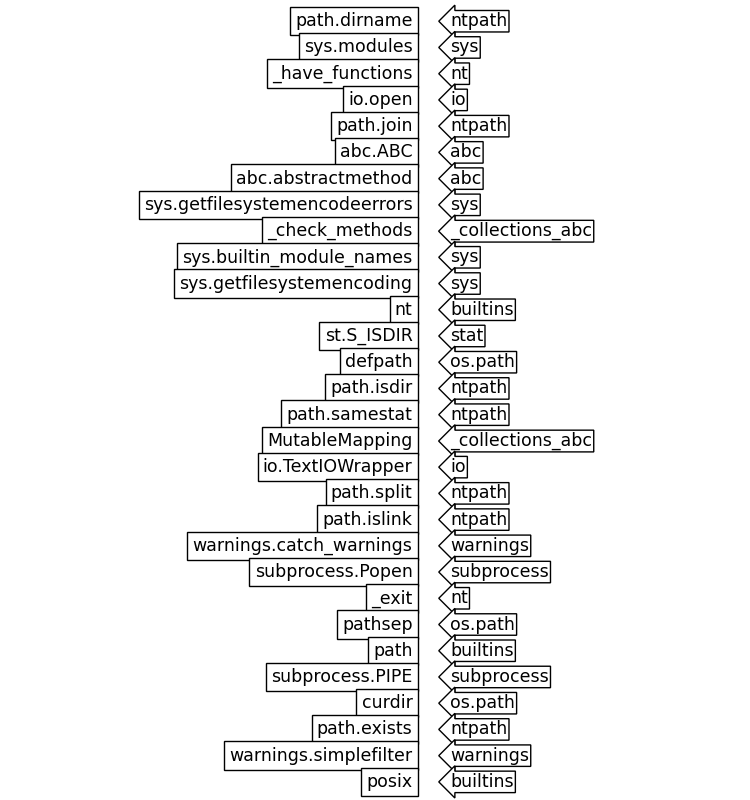 path.dirname ntpath
sys.modules sys
_have_functions nt
io.open io
path.join ntpath
abc.ABC abc
abc.abstractmethod abc
sys.getfilesystemencodeerrors sys
_check_methods _collections_abc
sys.builtin_module_names sys
sys.getfilesystemencoding sys
nt builtins
st.S_ISDIR stat
defpath os.path
path.isdir ntpath
path.samestat ntpath
MutableMapping _collections_abc
io.TextIOWrapper io
path.split ntpath
path.islink ntpath
warnings.catch_warnings warnings
subprocess.Popen subprocess
_exit nt
pathsep os.path
path builtins
subprocess.PIPE subprocess
curdir os.path
path.exists ntpath
warnings.simplefilter warnings
posix builtins